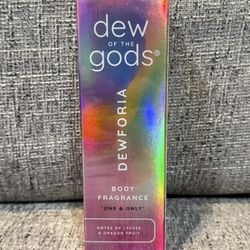 dew
OF THE
gods®
DEWFORIA
BODY
FRAGRANCE
"ONE & ONLY"
NOTES OF LYCHEE
& DRAGON FRUIT